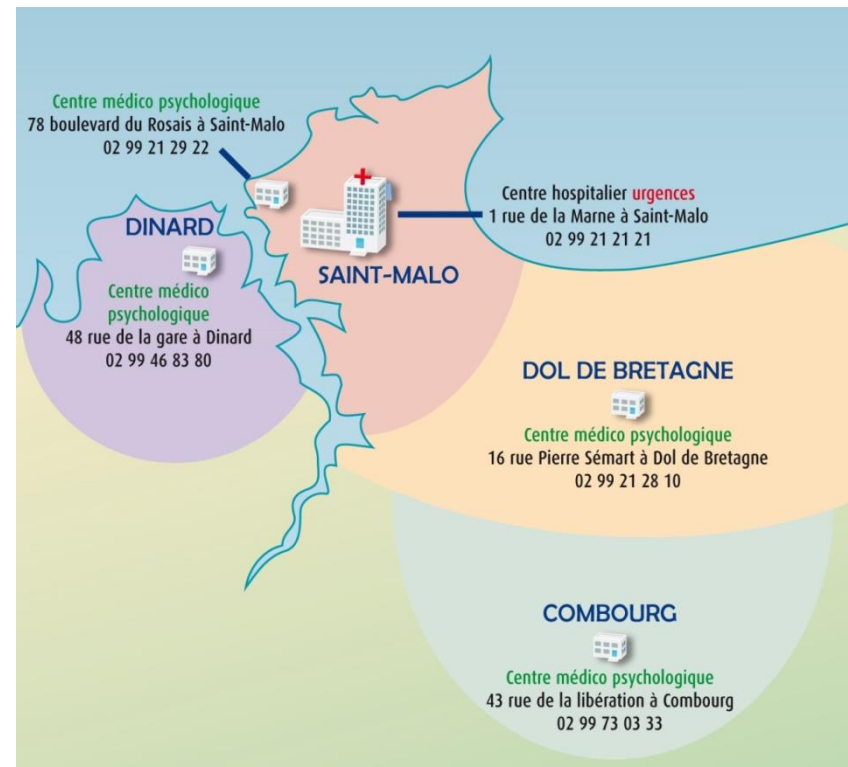 Centre médico psychologique
78 boulevard du Rosais à Saint-Malo
02 99 21 29 22
Centre hospitalier urgences
1 rue de la Marne à Saint-Malo
02 99 21 21 21
DINARD
Centre médico
psychologique
48 rue de la gare à Dinard
02 99 46 83 80
SAINT-MALO
DOL DE BRETAGNE
Centre médico psychologique
16 rue Pierre Sémart à Dol de Bretagne
02 99 21 28 10
COMBOURG
Centre médico psychologique
43 rue de la libération à Combourg
02 99 73 03 33